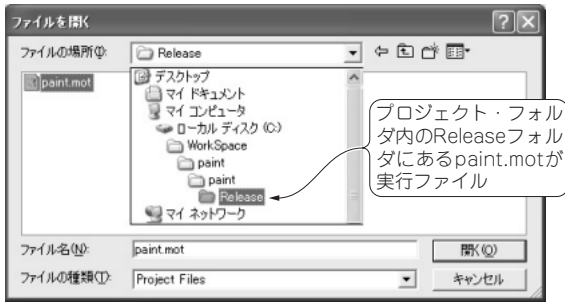 ファイルを開く
ファイルの場所(I):
Release
paint.mot
デスクトップ
マイ ドキュメント
マイ コンピュータ
ローカル ディスク (C:)
WorkSpace
paint
paint
Release
マイ ネットワーク
プロジェクト・フォル
ダ内のReleaseフォル
ダにあるpaint.motが
実行ファイル
ファイル名(N):
paint.mot
開く(O)
ファイルの種類(T):
Project Files
キャンセル